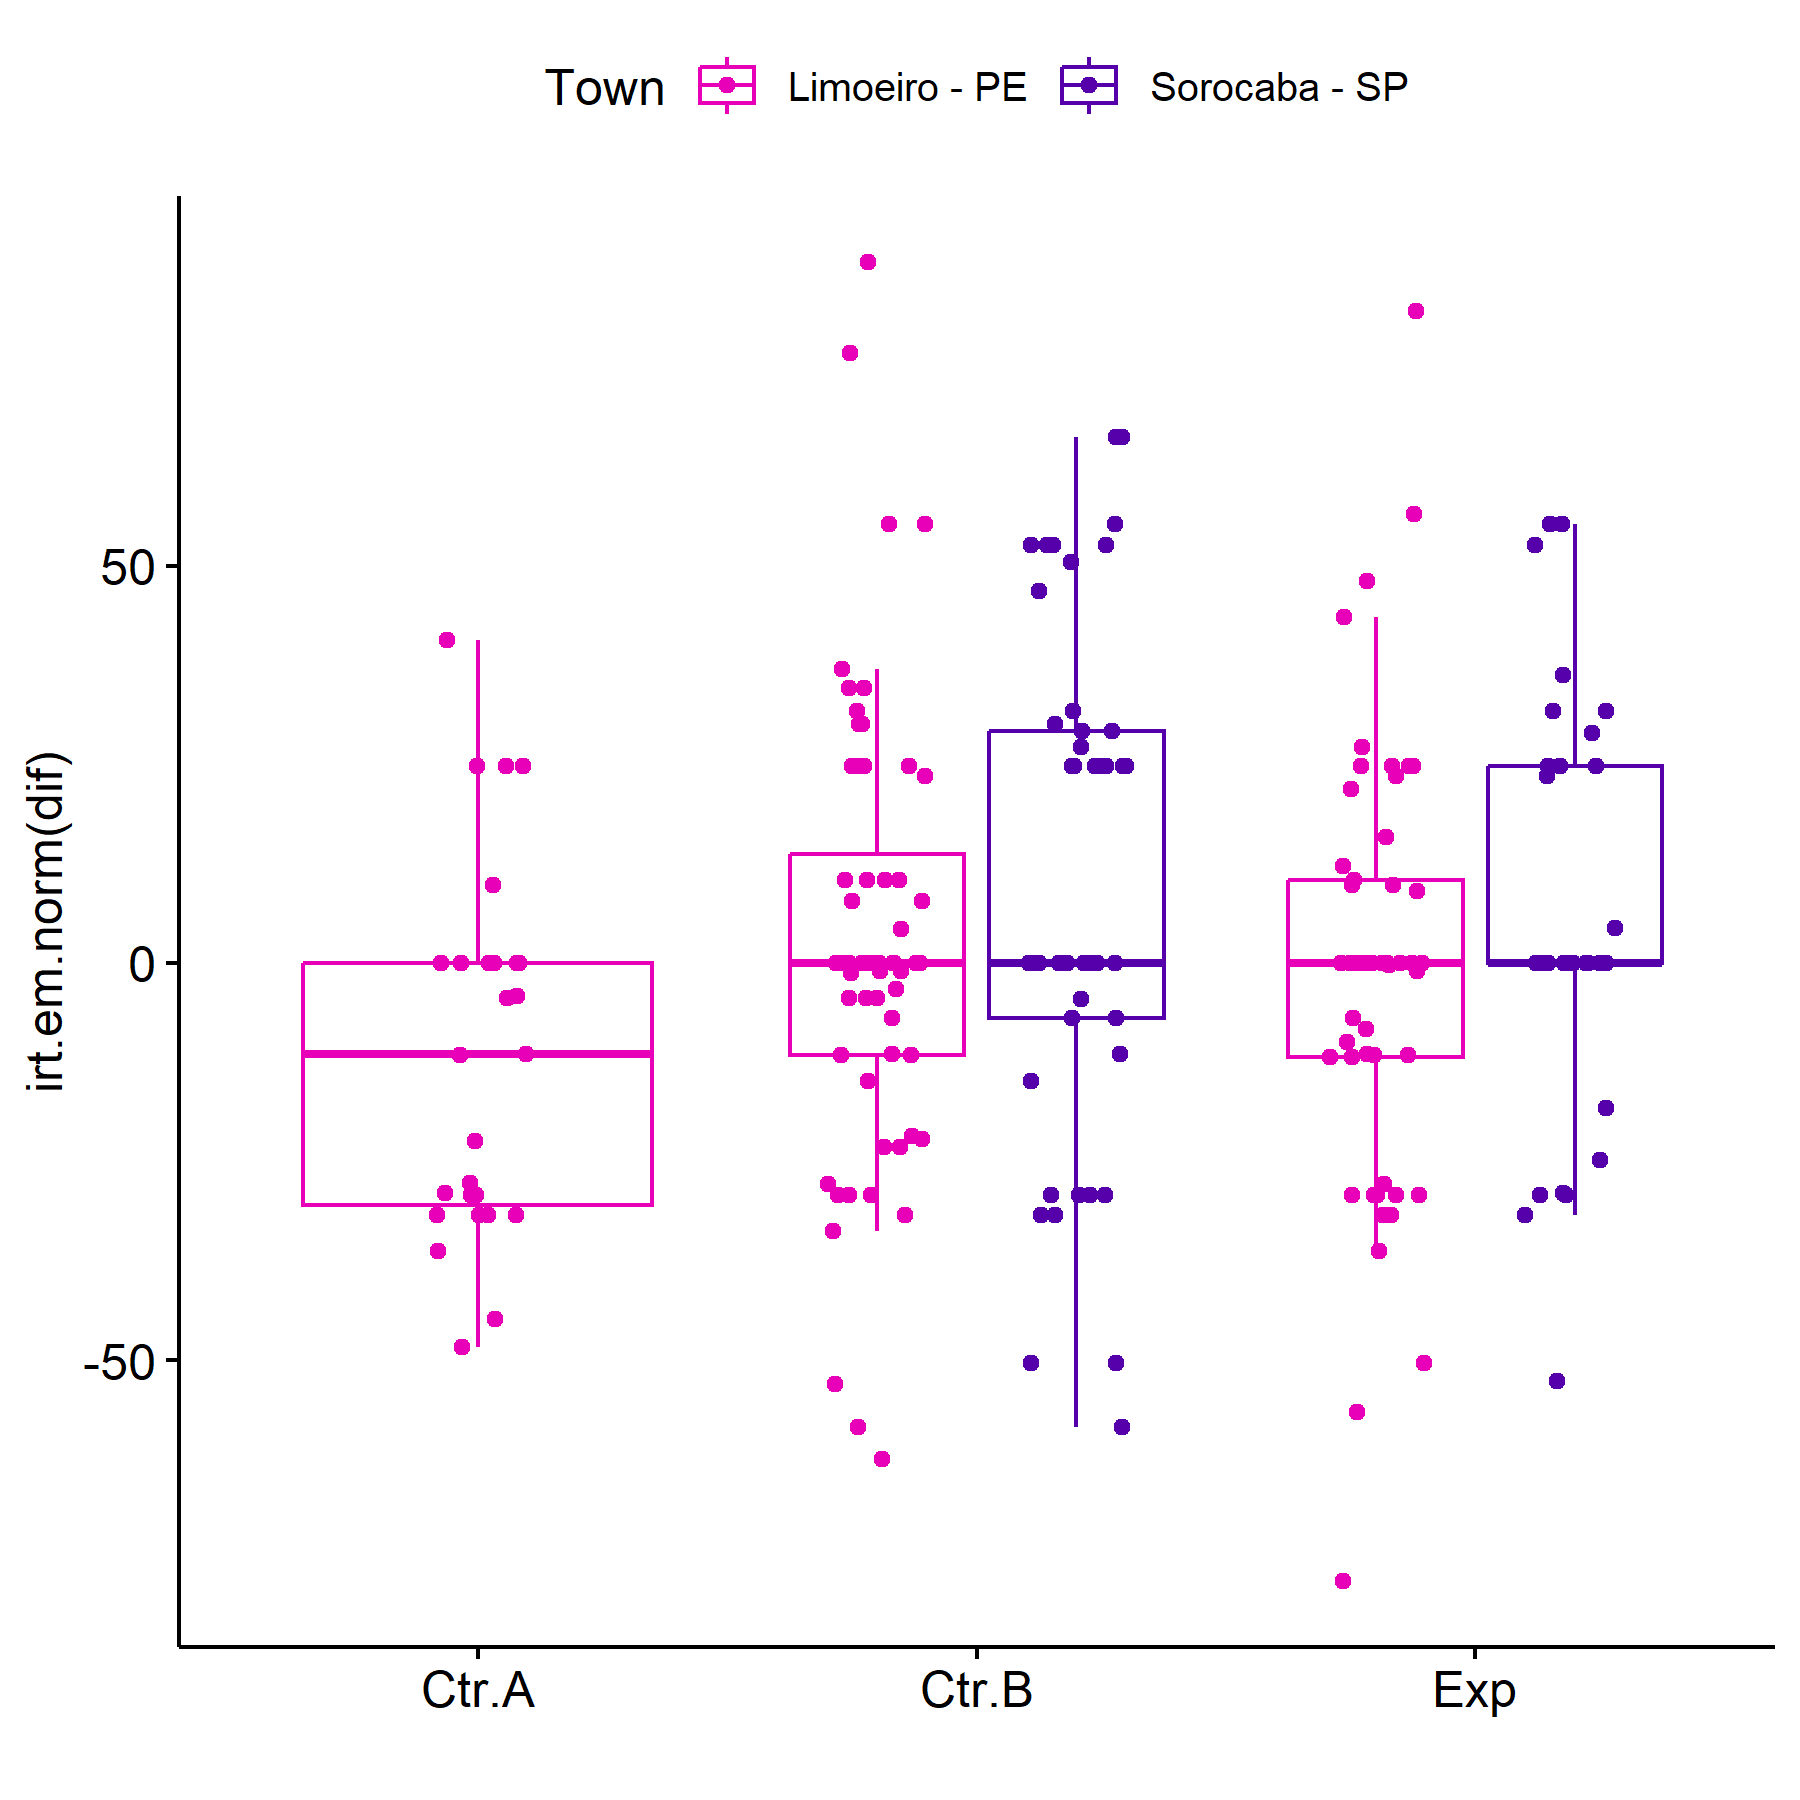 Town Limoeiro - PE Sorocaba - SP
irt.em.norm(dif)
50
0
-50
Ctr.A Ctr.B Exp